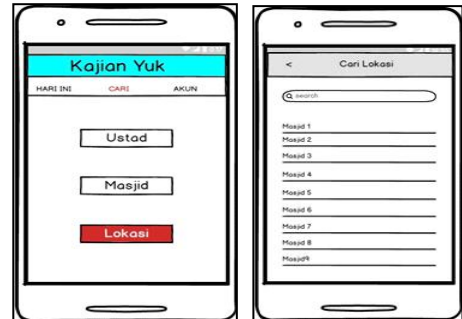 Kajian Yuk
HARI INI CARI AKUN
Ustad
Masjid
Lokasi
< Cari Lokasi
search
Masjid 1
Masjid 2
Masjid 3
Masjid 4
Masjid 5
Masjid 6
Masjid 7
Masjid 8
Masjid9